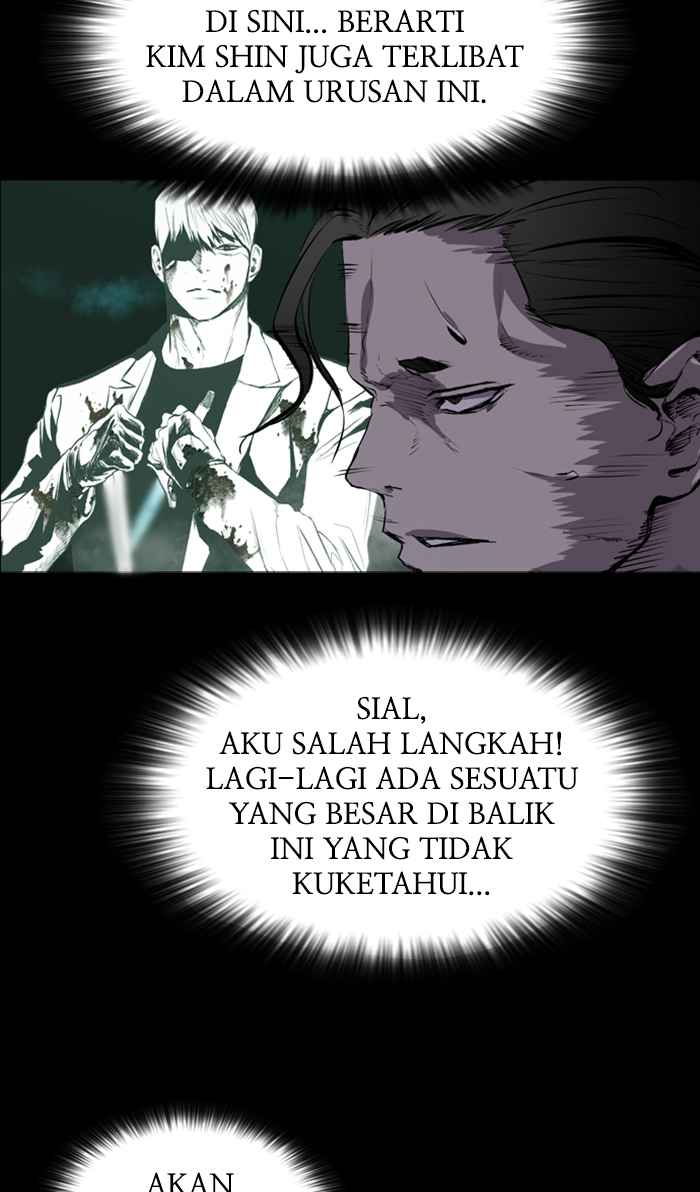 DI SINI... BERARTI
KIM SHIN JUGA TERLIBAT
DALAM URUSAN INI.
SIAL,
AKU SALAH LANGKAH!
LAGI-LAGI ADA SESUATU
YANG BESAR DI BALIK
INI YANG TIDAK
KUKETAHUI...
AKAN